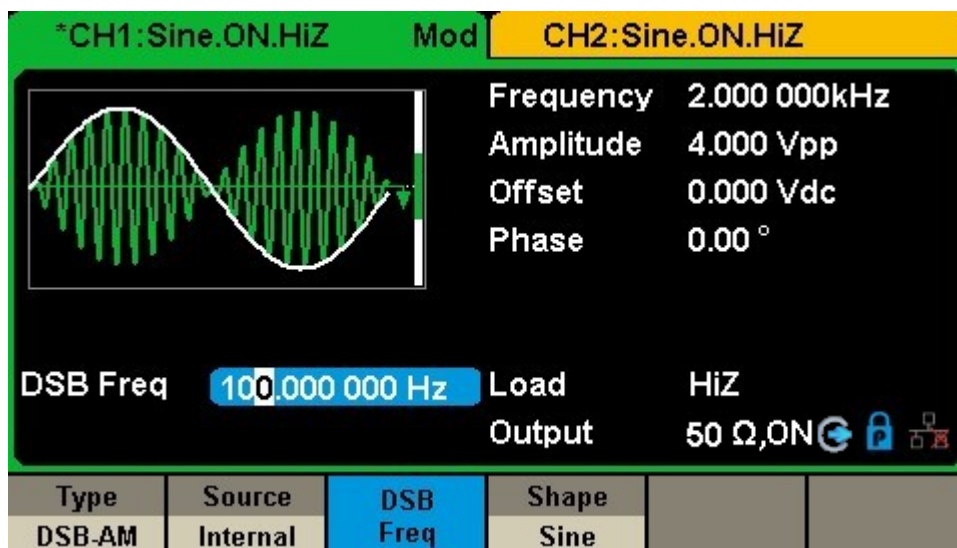 *CH1:Sine.ON.HiZ Mod CH2:Sine.ON.HiZ
Frequency 2.000 000kHz
Amplitude 4.000 Vpp
Offset 0.000 Vdc
Phase 0.00 °
DSB Freq 100.000 000 Hz Load HiZ
Output 50 Ω,ON P
Type Source DSB Shape
DSB-AM Internal Freq Sine